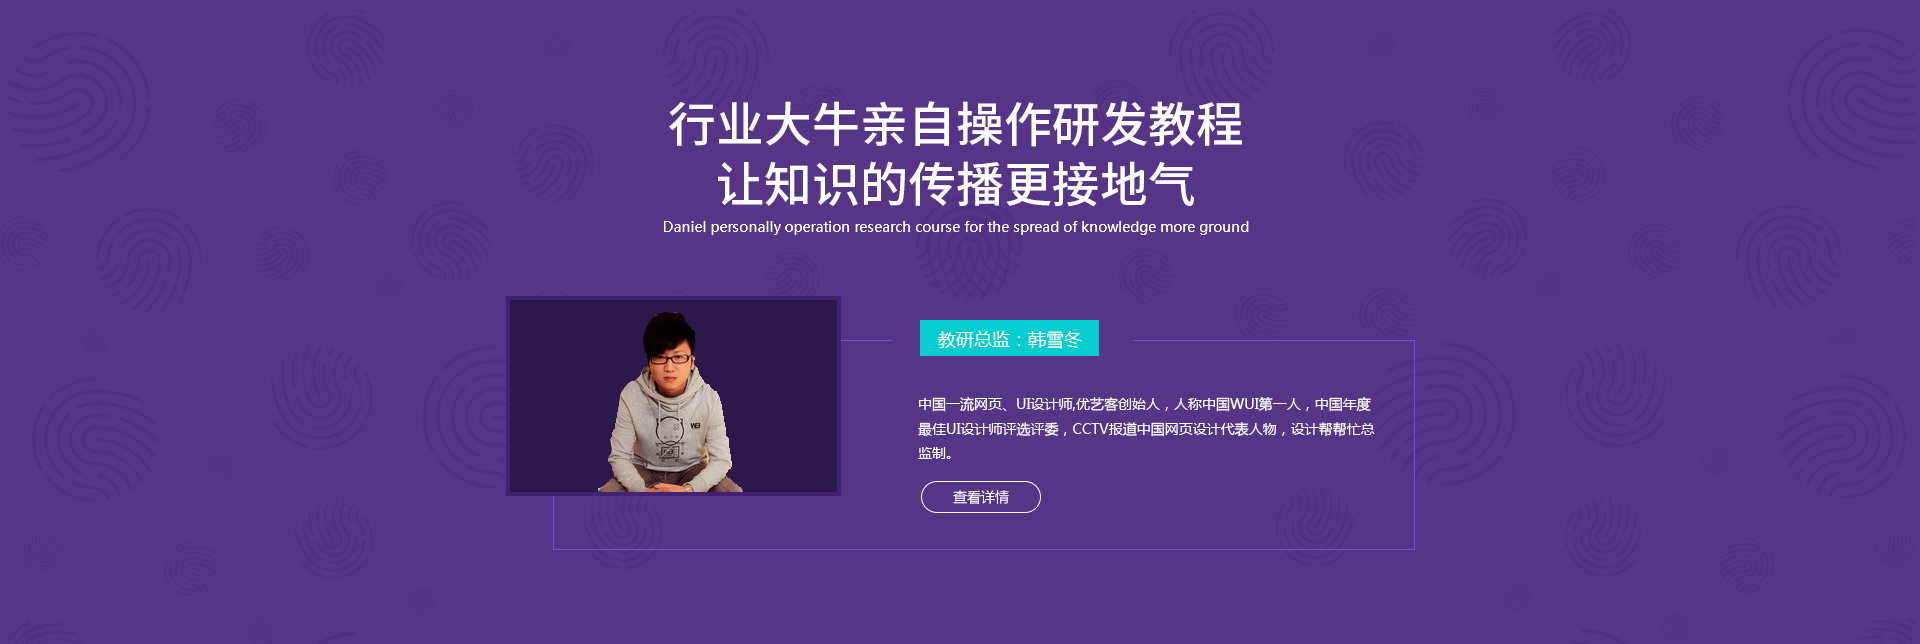 行业大牛亲自操作研发教程
让知识的传播更接地气
Daniel personally operation research course for the spread of knowledge more ground
教研总监：韩雪冬
中国一流网页、UI设计师,优艺客创始人，人称中国WUI第一人，中国年度
最佳UI设计师评选评委，CCTV报道中国网页设计代表人物，设计帮帮忙总
监制。
查看详情